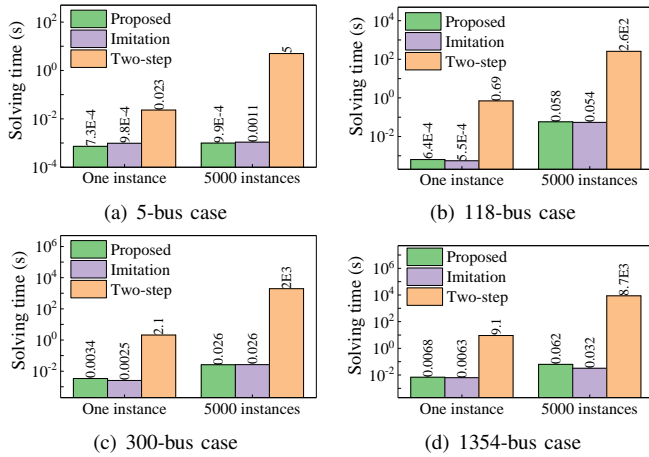 Solving time (s)
10^2
10^0
10^-2
10^-4
Proposed
Imitation
Two-step
7.3E-4
9.8E-4
0.023
9.9E-4
0.0011
5
One instance
5000 instances
(a) 5-bus case
Solving time (s)
10^4
10^2
10^0
10^-2
Proposed
Imitation
Two-step
6.4E-4
5.5E-4
0.69
0.058
0.054
2.6E2
One instance
5000 instances
(b) 118-bus case
Solving time (s)
10^6
10^4
10^2
10^0
10^-2
Proposed
Imitation
Two-step
0.0034
0.0025
2.1
0.026
0.026
2E3
One instance
5000 instances
(c) 300-bus case
Solving time (s)
10^6
10^4
10^2
10^0
10^-2
Proposed
Imitation
Two-step
0.0068
0.0063
9.1
0.062
0.032
8.7E3
One instance
5000 instances
(d) 1354-bus case